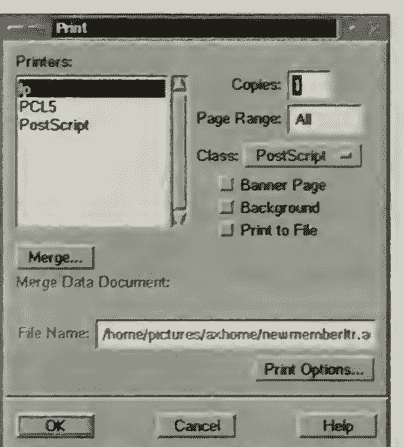 Print
Printers:
lp
PCL5
PostScript
Copies: 1
Page Range: All
Class: PostScript
Banner Page
Background
Print to File
Merge...
Merge Data Document:
File Name: /home/pictures/axhome/newmemberltr.a
Print Options...
OK Cancel Help